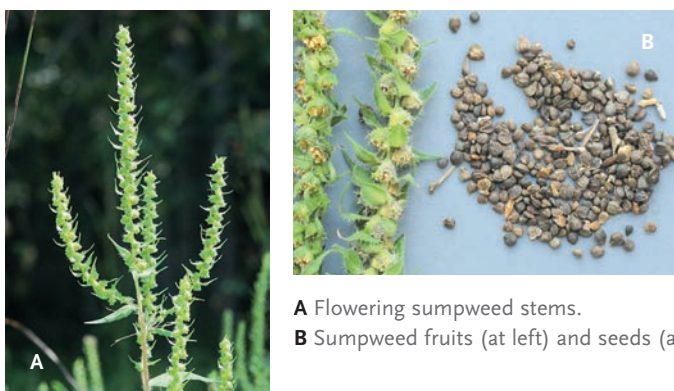 A
B
A Flowering sumpweed stems.
B Sumpweed fruits (at left) and seeds